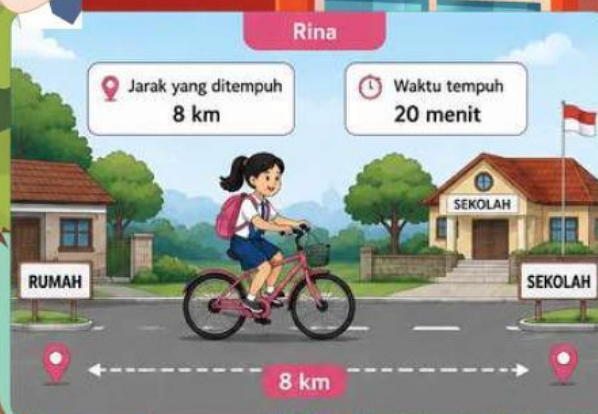 Rina
Jarak yang ditempuh
8 km
Waktu tempuh
20 menit
SEKOLAH
RUMAH
SEKOLAH
8 km